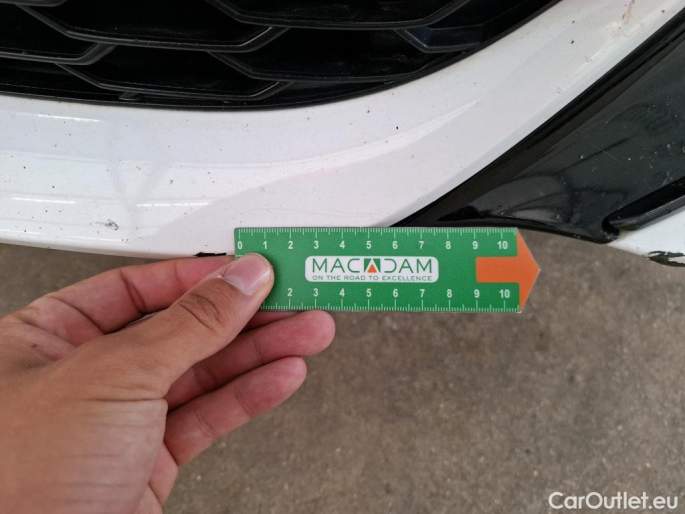 0 1 2 3 4 5 6 7 8 9 10
MACADAM
ON THE ROAD TO EXCELLENCE
2 3 4 5 6 7 8 9 10
CarOutlet.eu